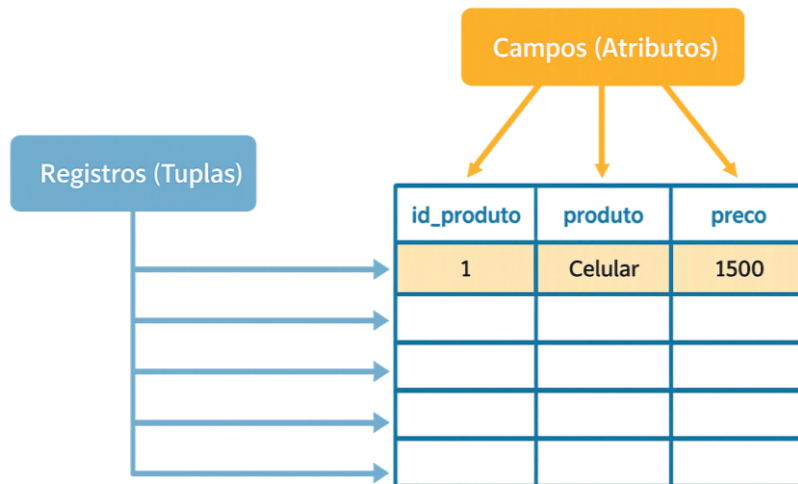 Campos (Atributos)
Registros (Tuplas)
id_produto produto preco
1 Celular 1500